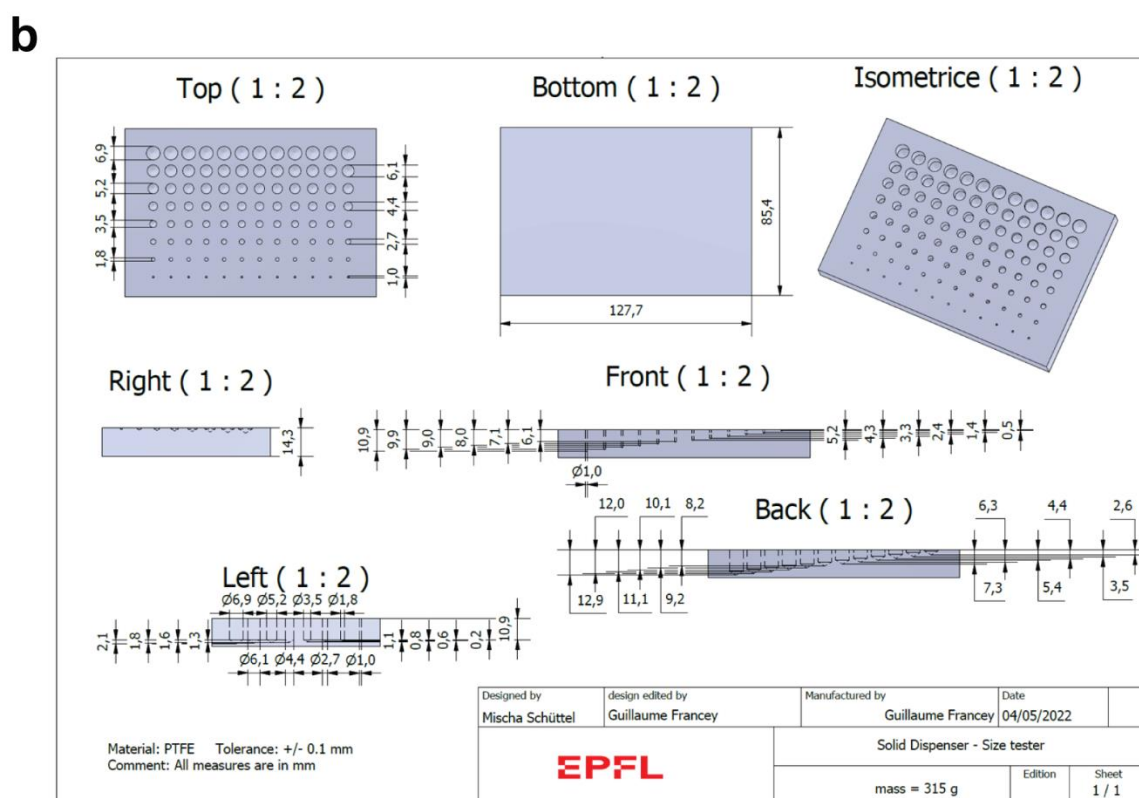 b
Top ( 1 : 2 )
Bottom ( 1 : 2 )
Isometrice ( 1 : 2 )
6,9
5,2
3,5
1,8
6,1
4,4
2,7
1,0
85,4
127,7
Right ( 1 : 2 )
14,3
Front ( 1 : 2 )
10,9
9,9
9,0
8,0
7,1
6,1
Ø1,0
5,2
4,3
3,3
2,4
1,4
0,5
Back ( 1 : 2 )
12,0
10,1
8,2
12,9
11,1
9,2
6,3
4,4
2,6
7,3
5,4
3,5
Left ( 1 : 2 )
Ø6,9
Ø5,2
Ø3,5
Ø1,8
2,1
1,8
1,6
1,3
1,1
0,8
0,6
0,2
10,9
Ø6,1
Ø4,4
Ø2,7
Ø1,0
Material: PTFE Tolerance: +/- 0.1 mm
Comment: All measures are in mm
Designed by
Mischa Schüttel
design edited by
Guillaume Francey
Manufactured by
Guillaume Francey
Date
04/05/2022
EPFL
Solid Dispenser - Size tester
mass = 315 g
Edition
Sheet
1 / 1